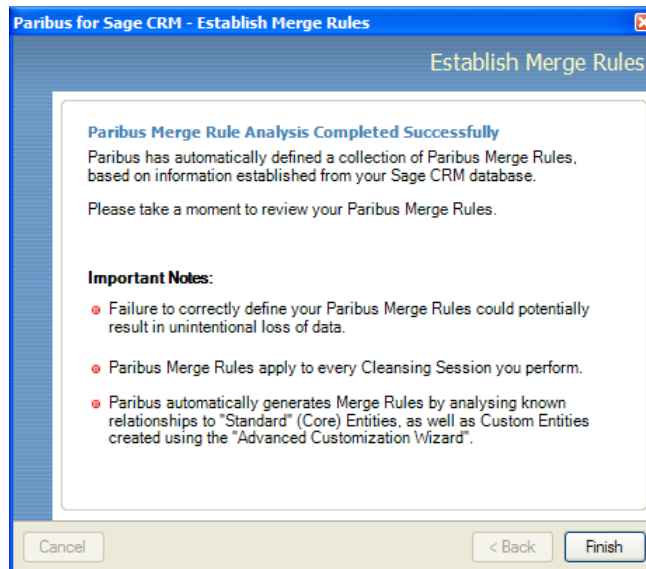 Paribus for Sage CRM - Establish Merge Rules
Establish Merge Rules
Paribus Merge Rule Analysis Completed Successfully
Paribus has automatically defined a collection of Paribus Merge Rules,
based on information established from your Sage CRM database.
Please take a moment to review your Paribus Merge Rules.
Important Notes:
Failure to correctly define your Paribus Merge Rules could potentially
result in unintentional loss of data.
Paribus Merge Rules apply to every Cleansing Session you perform.
Paribus automatically generates Merge Rules by analysing known
relationships to "Standard" (Core) Entities, as well as Custom Entities
created using the "Advanced Customization Wizard".
Cancel
< Back
Finish